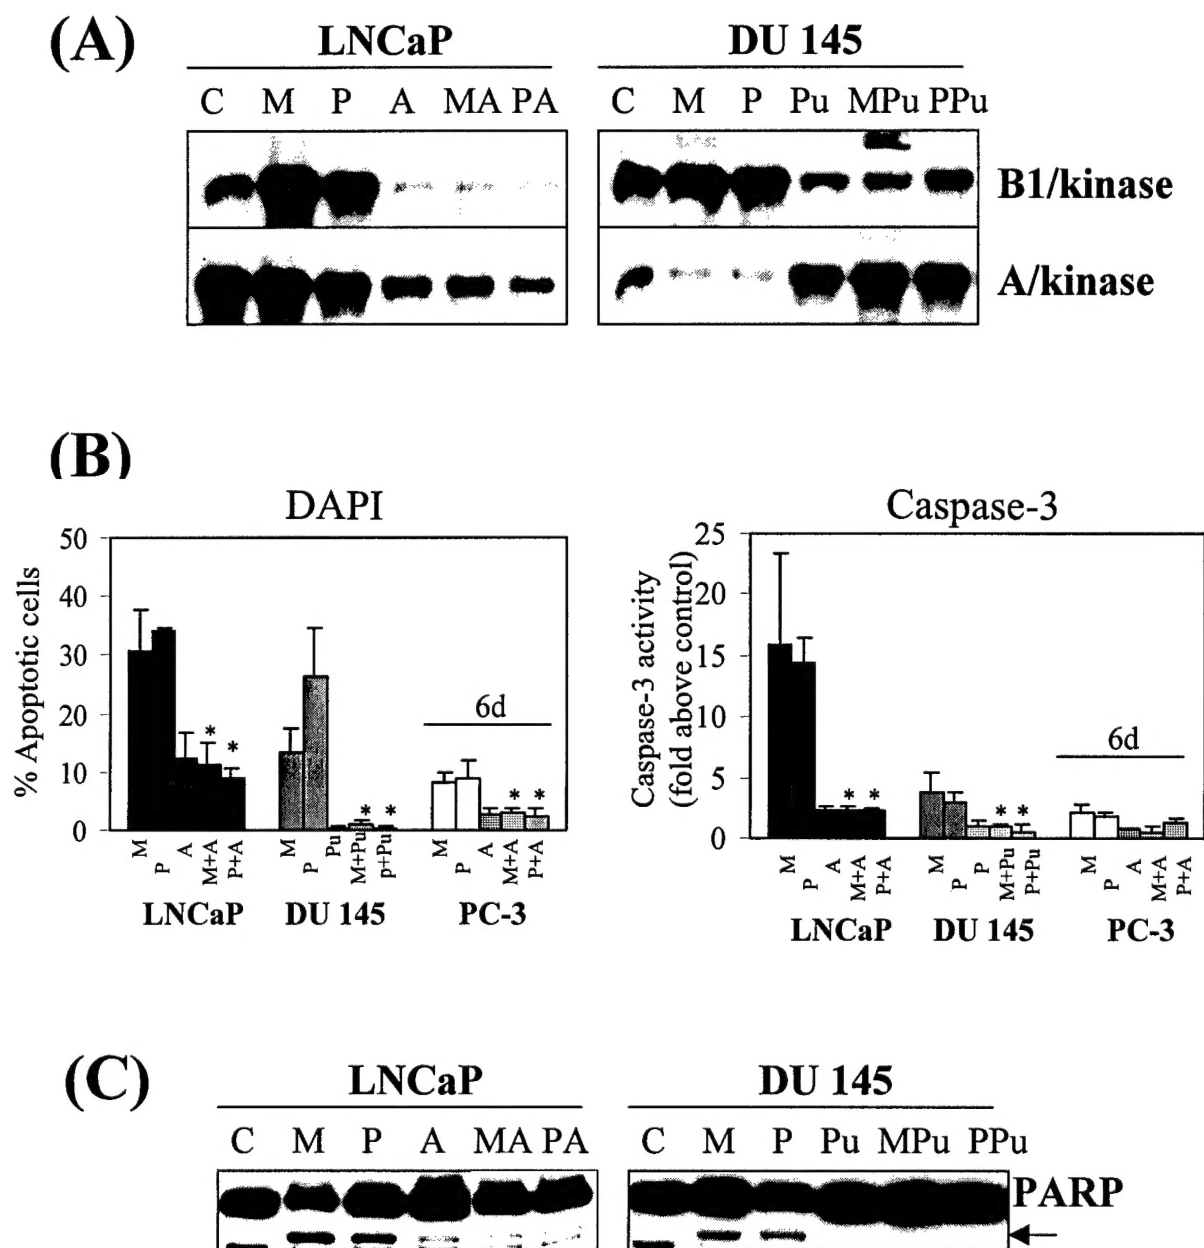 (A)
LNCaP DU 145
C M P A MA PA C M P Pu MPu PPu
B1/kinase
A/kinase
(B)
DAPI
% Apoptotic cells
50
40
30
20
10
0
6d
* * * * * *
M P A M+A P+A M P Pu M+Pu p+Pu M P A M+A P+A
LNCaP DU 145 PC-3
Caspase-3
Caspase-3 activity
(fold above control)
25
20
15
10
5
0
6d
* * * *
M P A M+A P+A M P P M+Pu P+Pu M P A M+A P+A
LNCaP DU 145 PC-3
(C)
LNCaP DU 145
C M P A MA PA C M P Pu MPu PPu
PARP